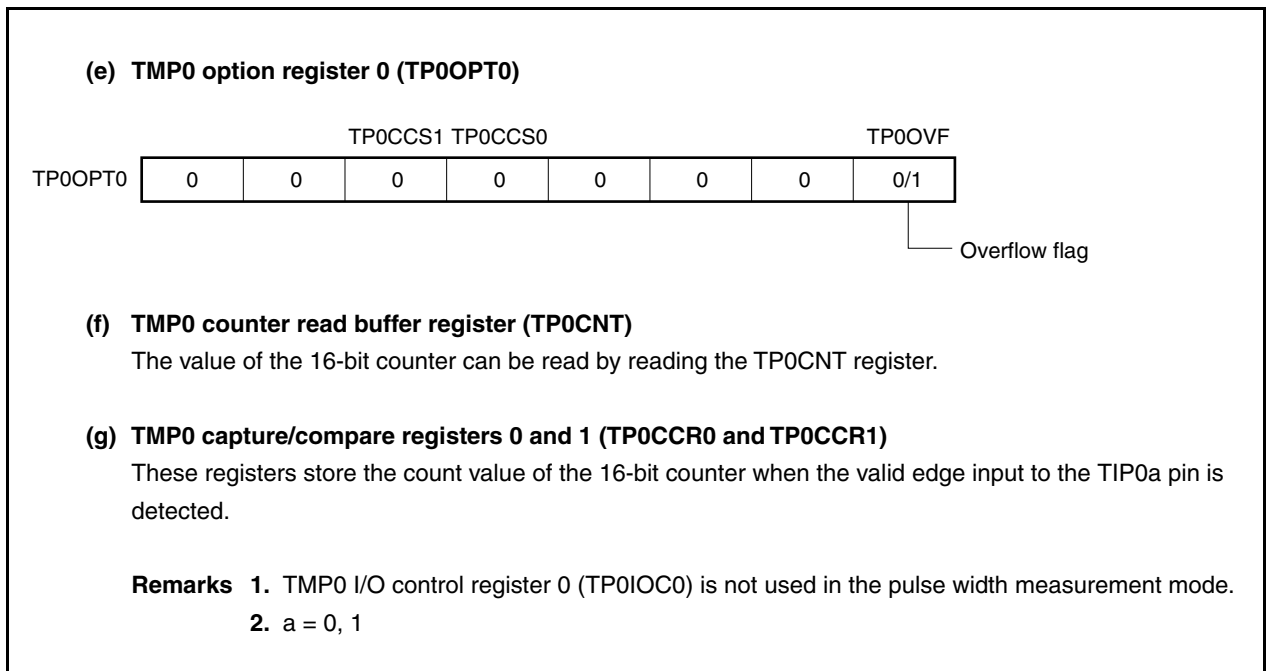 (e) TMP0 option register 0 (TP0OPT0)
TP0CCS1 TP0CCS0 TP0OVF
TP0OPT0 0 0 0 0 0 0 0 0/1
Overflow flag
(f) TMP0 counter read buffer register (TP0CNT)
The value of the 16-bit counter can be read by reading the TP0CNT register.
(g) TMP0 capture/compare registers 0 and 1 (TP0CCR0 and TP0CCR1)
These registers store the count value of the 16-bit counter when the valid edge input to the TIP0a pin is
detected.
Remarks 1. TMP0 I/O control register 0 (TP0IOC0) is not used in the pulse width measurement mode.
2. a = 0, 1